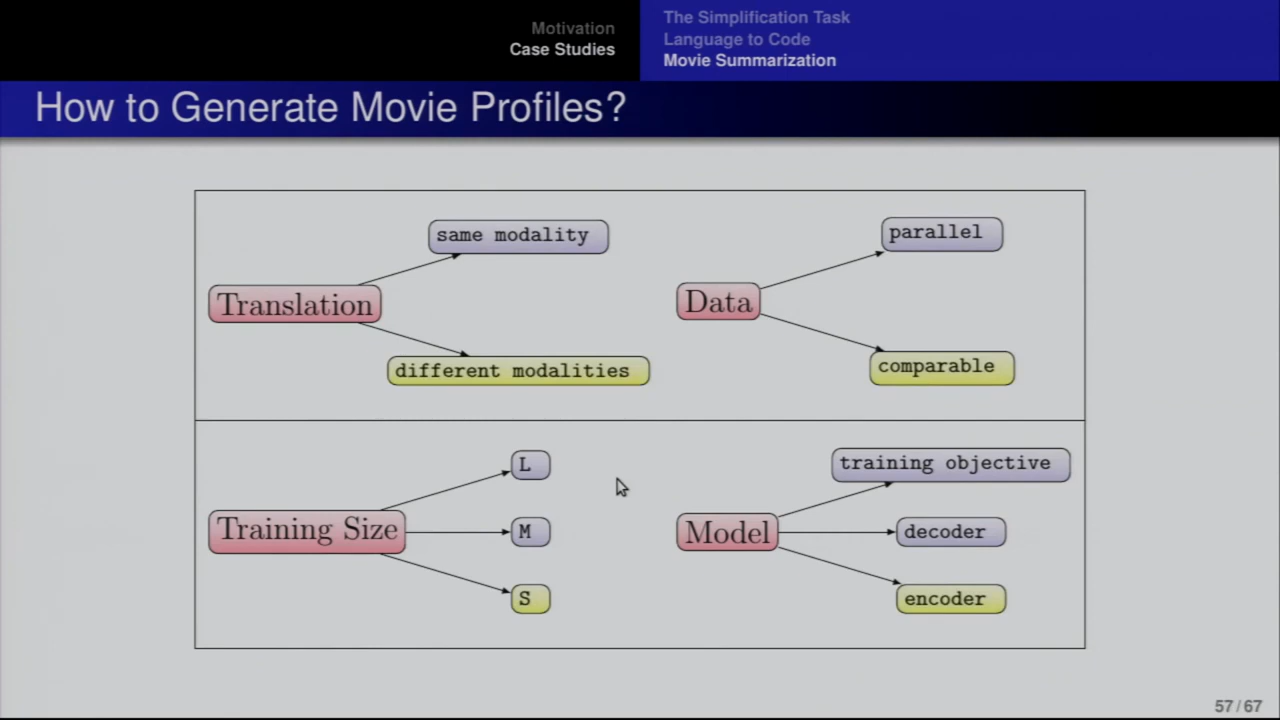 Motivation
Case Studies
The Simplification Task
Language to Code
Movie Summarization
How to Generate Movie Profiles?
same modality
Translation
different modalities
parallel
Data
comparable
L
Training Size
M
S
training objective
Model
decoder
encoder
57/67